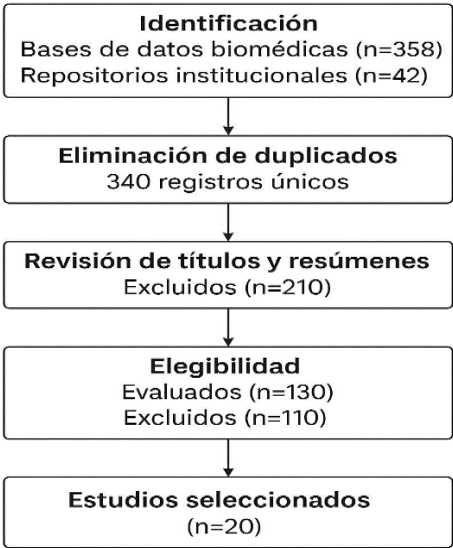 Identificación
Bases de datos biomédicas (n=358)
Repositorios institucionales (n=42)
Eliminación de duplicados
340 registros únicos
Revisión de títulos y resúmenes
Excluidos (n=210)
Elegibilidad
Evaluados (n=130)
Excluidos (n=110)
Estudios seleccionados
(n=20)